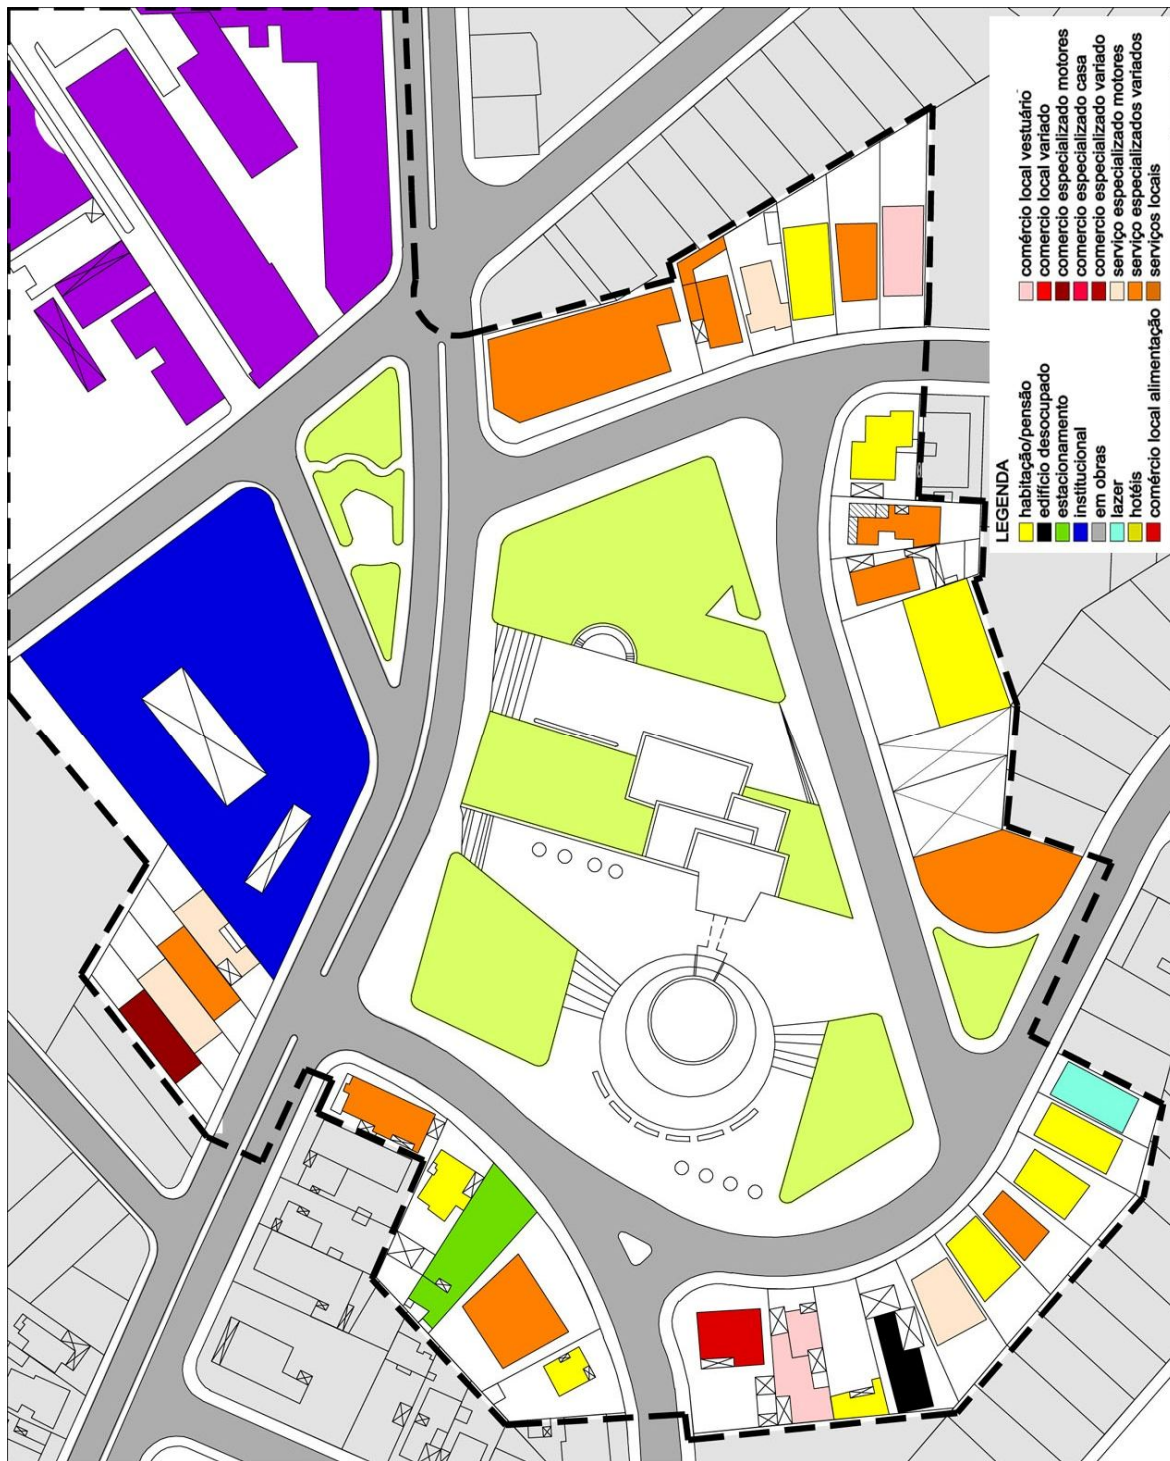 LEGENDA
habitação/pensão
edifício desocupado
estacionamento
institucional
em obras
lazer
hotéis
comércio local alimentação
comércio local vestuário
comercio local variado
comercio especializado motores
comercio especializado casa
comercio especializado variado
serviço especializado motores
serviço especializados variados
serviços locais